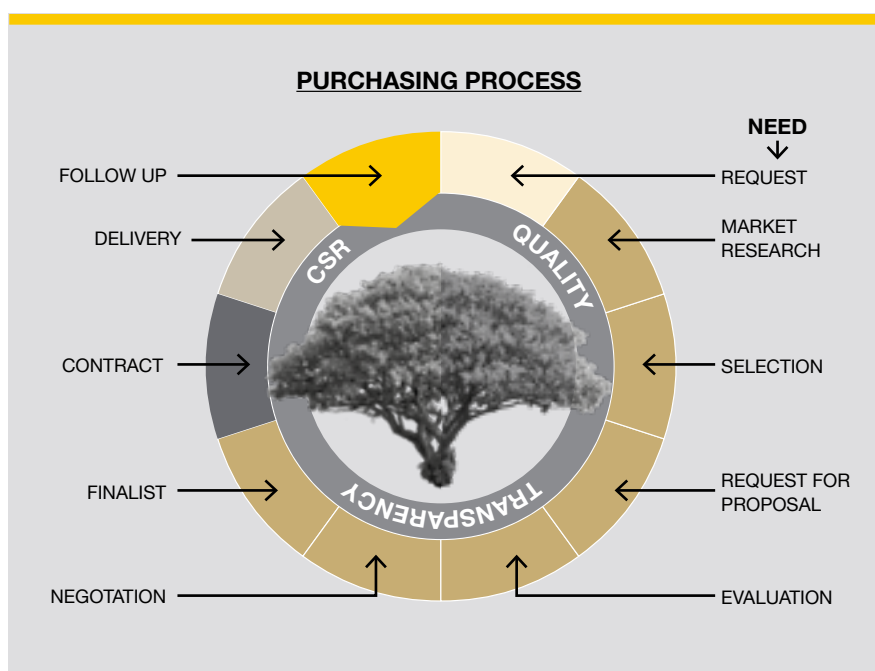 PURCHASING PROCESS
NEED
REQUEST
MARKET
RESEARCH
SELECTION
REQUEST FOR
PROPOSAL
EVALUATION
NEGOTATION
FINALIST
CONTRACT
DELIVERY
FOLLOW UP
QUALITY
TRANSPARENCY
CSR